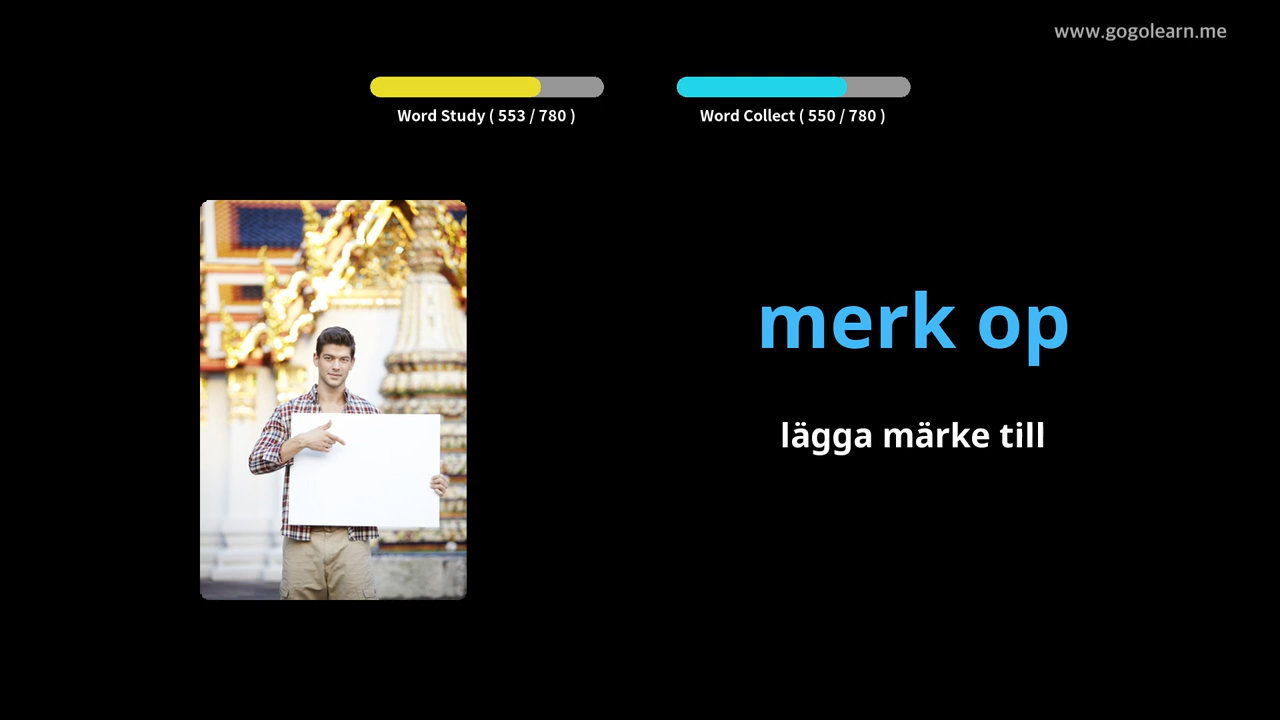 www.gogolearn.me
Word Study ( 553 / 780 )
Word Collect ( 550 / 780 )
merk op
lägga märke till